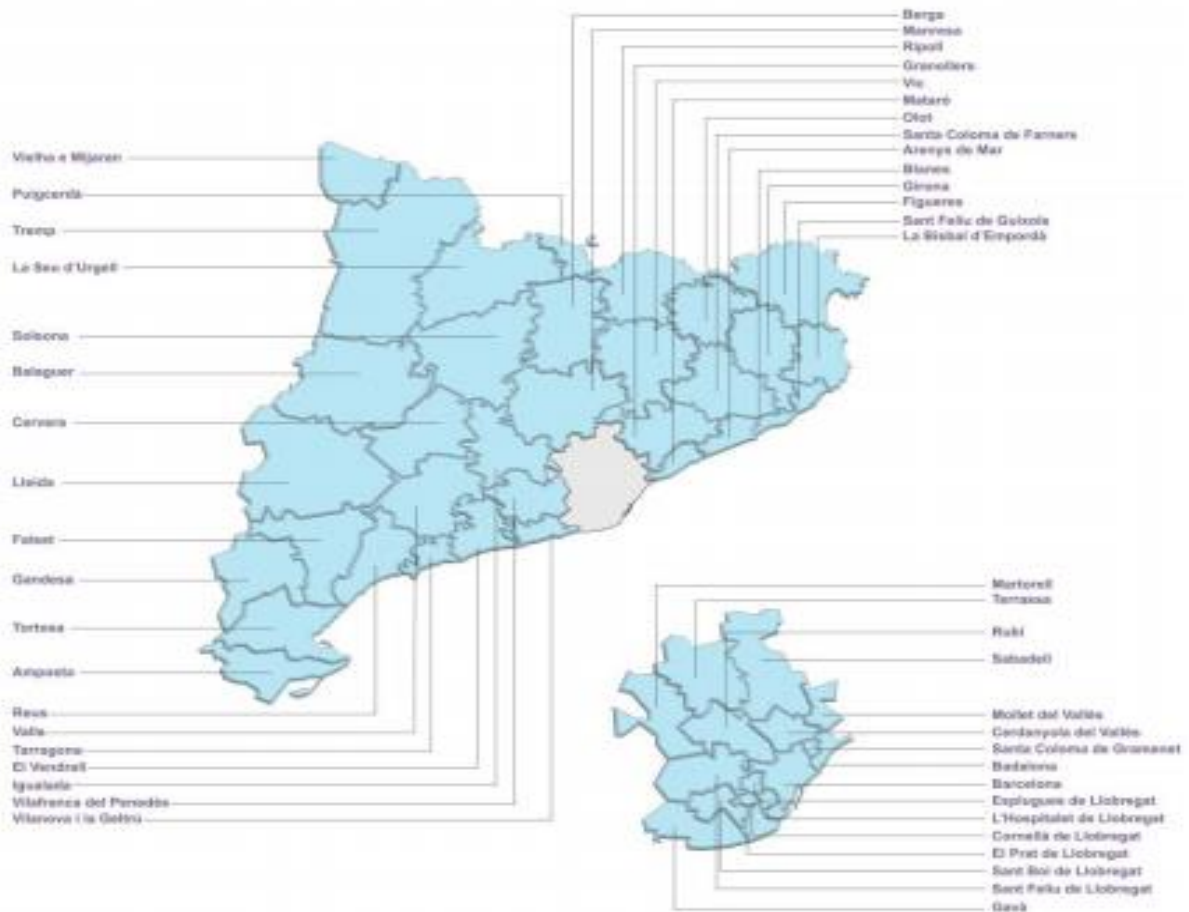 Berga
Manresa
Ripoll
Granollers
Vic
Mataró
Olot
Santa Coloma de Farners
Arenys de Mar
Blanes
Girona
Figueres
Sant Feliu de Guíxols
La Bisbal d'Empordà
Vielha e Mijaran
Puigcerdà
Tremp
La Seu d'Urgell
Solsona
Balaguer
Cervera
Lleida
Falset
Gandesa
Tortosa
Amposta
Reus
Valls
Tarragona
El Vendrell
Igualada
Vilafranca del Penedès
Vilanova i la Geltrú
Martorell
Terrassa
Rubí
Sabadell
Mollet del Vallès
Cerdanyola del Vallès
Santa Coloma de Gramenet
Badalona
Barcelona
Esplugues de Llobregat
L'Hospitalet de Llobregat
Cornellà de Llobregat
El Prat de Llobregat
Sant Boi de Llobregat
Sant Feliu de Llobregat
Gavà